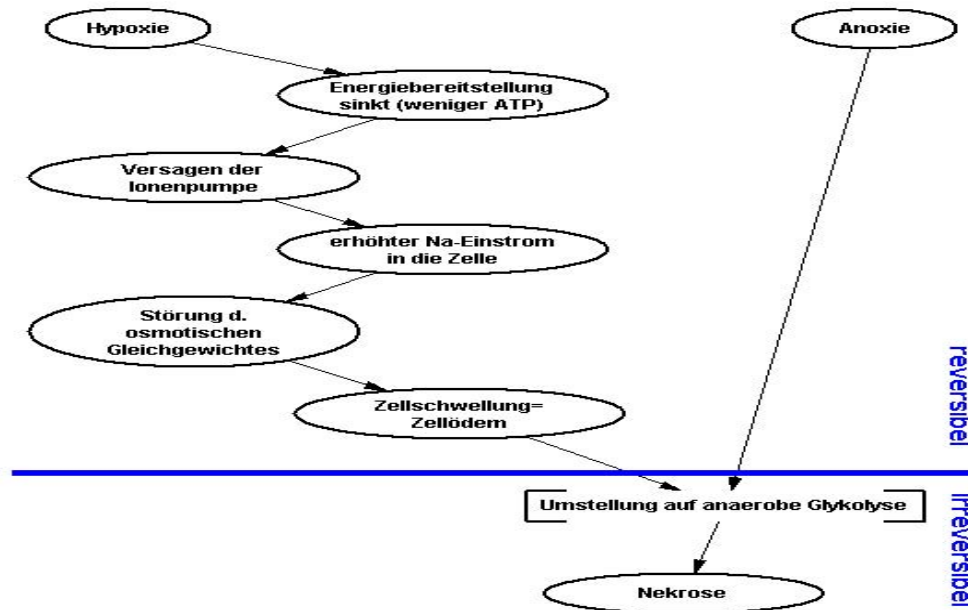 Hypoxie
Anoxie
Energiebereitstellung
sinkt (weniger ATP)
Versagen der
Ionenpumpe
erhöhter Na-Einstrom
in die Zelle
Störung d.
osmotischen
Gleichgewichtes
Zellschwellung=
Zellödem
reversibel
Umstellung auf anaerobe Glykolyse
irreversibel
Nekrose